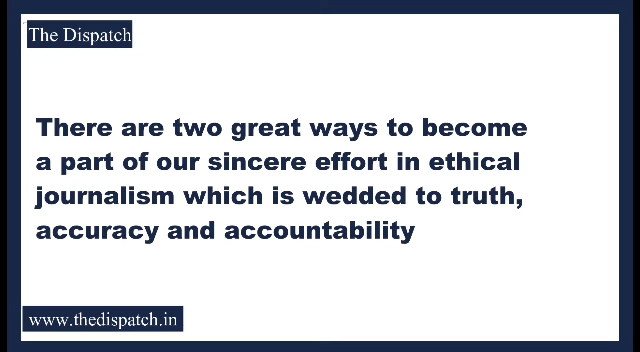 The Dispatch
There are two great ways to become
a part of our sincere effort in ethical
journalism which is wedded to truth,
accuracy and accountability
www.thedispatch.in